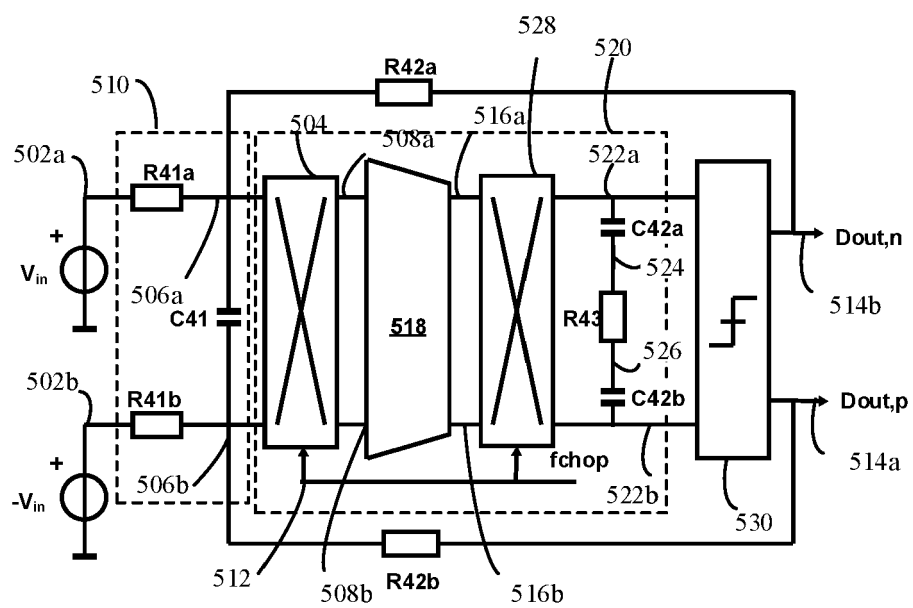 R42a
528
520
510
504
508a
516a
522a
502a
R41a
C42a
+
Vin
506a
C41
518
R43
524
526
Dout,n
514b
502b
R41b
C42b
Dout,p
+
-Vin
506b
fchop
522b
514a
530
512
508b
R42b
516b